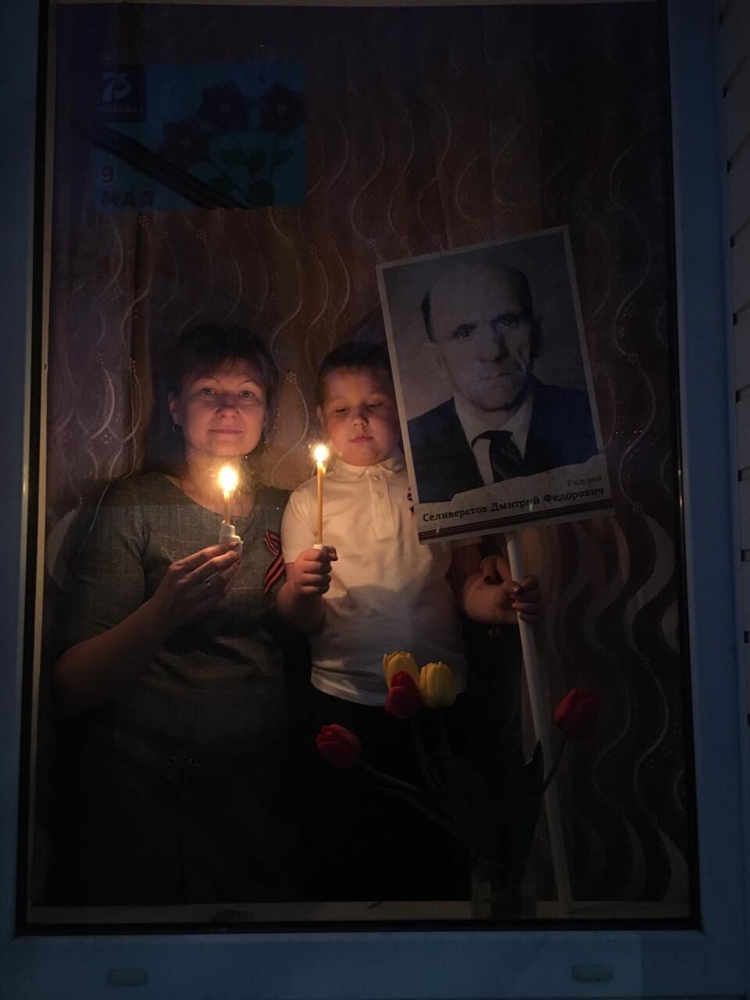 75
ПОБЕДА!
9
МАЯ
Рядовой
Селиверстов Дмитрий Федорович